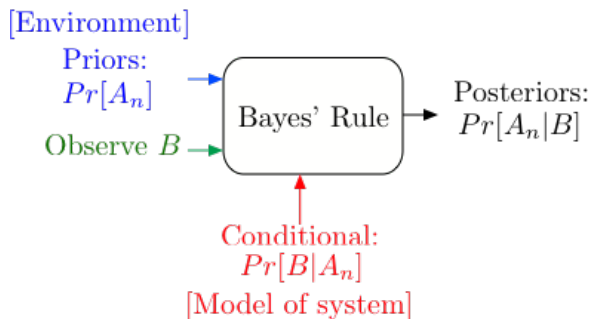 [Environment]
Priors:
Pr[A_n]
Observe B
Bayes' Rule
Posteriors:
Pr[A_n|B]
Conditional:
Pr[B|A_n]
[Model of system]